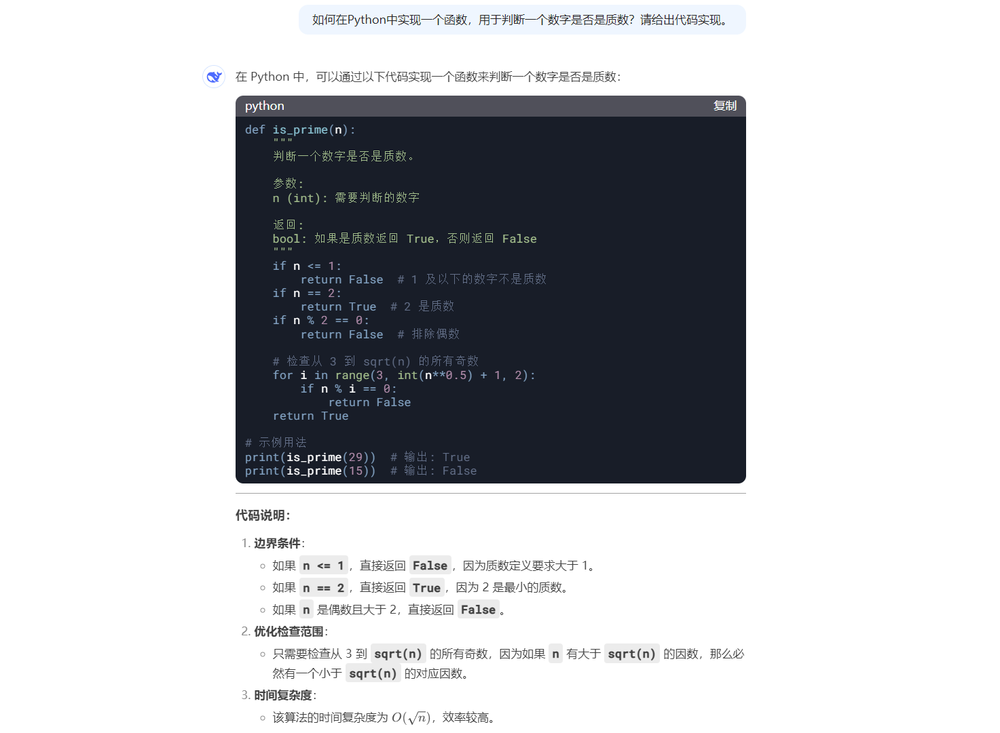 如何在Python中实现一个函数，用于判断一个数字是否是质数？请给出代码实现。
在 Python 中，可以通过以下代码实现一个函数来判断一个数字是否是质数：
python 复制
def is_prime(n):
    """
    判断一个数字是否是质数。

    参数:
    n (int): 需要判断的数字

    返回:
    bool: 如果是质数返回 True，否则返回 False
    """
    if n <= 1:
        return False  # 1 及以下的数字不是质数
    if n == 2:
        return True  # 2 是质数
    if n % 2 == 0:
        return False  # 排除偶数

    # 检查从 3 到 sqrt(n) 的所有奇数
    for i in range(3, int(n**0.5) + 1, 2):
        if n % i == 0:
            return False
    return True

# 示例用法
print(is_prime(29))  # 输出: True
print(is_prime(15))  # 输出: False
代码说明：
1. 边界条件：
如果 n <= 1，直接返回 False，因为质数定义要求大于 1。
如果 n == 2，直接返回 True，因为 2 是最小的质数。
如果 n 是偶数且大于 2，直接返回 False。
2. 优化检查范围：
只需要检查从 3 到 sqrt(n) 的所有奇数，因为如果 n 有大于 sqrt(n) 的因数，那么必
然有一个小于 sqrt(n) 的对应因数。
3. 时间复杂度：
该算法的时间复杂度为 O(√n)，效率较高。